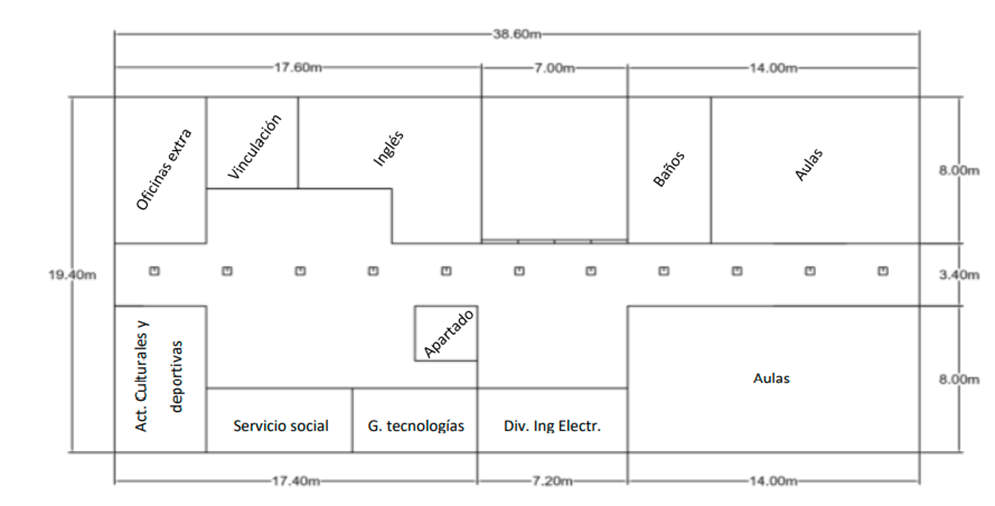 38.60m
17.60m
7.00m
14.00m
Oficinas extra
Vinculación
Inglés
Baños
Aulas
8.00m
19.40m
3.40m
Act. Culturales y
deportivas
Apartado
Aulas
8.00m
Servicio social
G. tecnologías
Div. Ing Electr.
17.40m
7.20m
14.00m